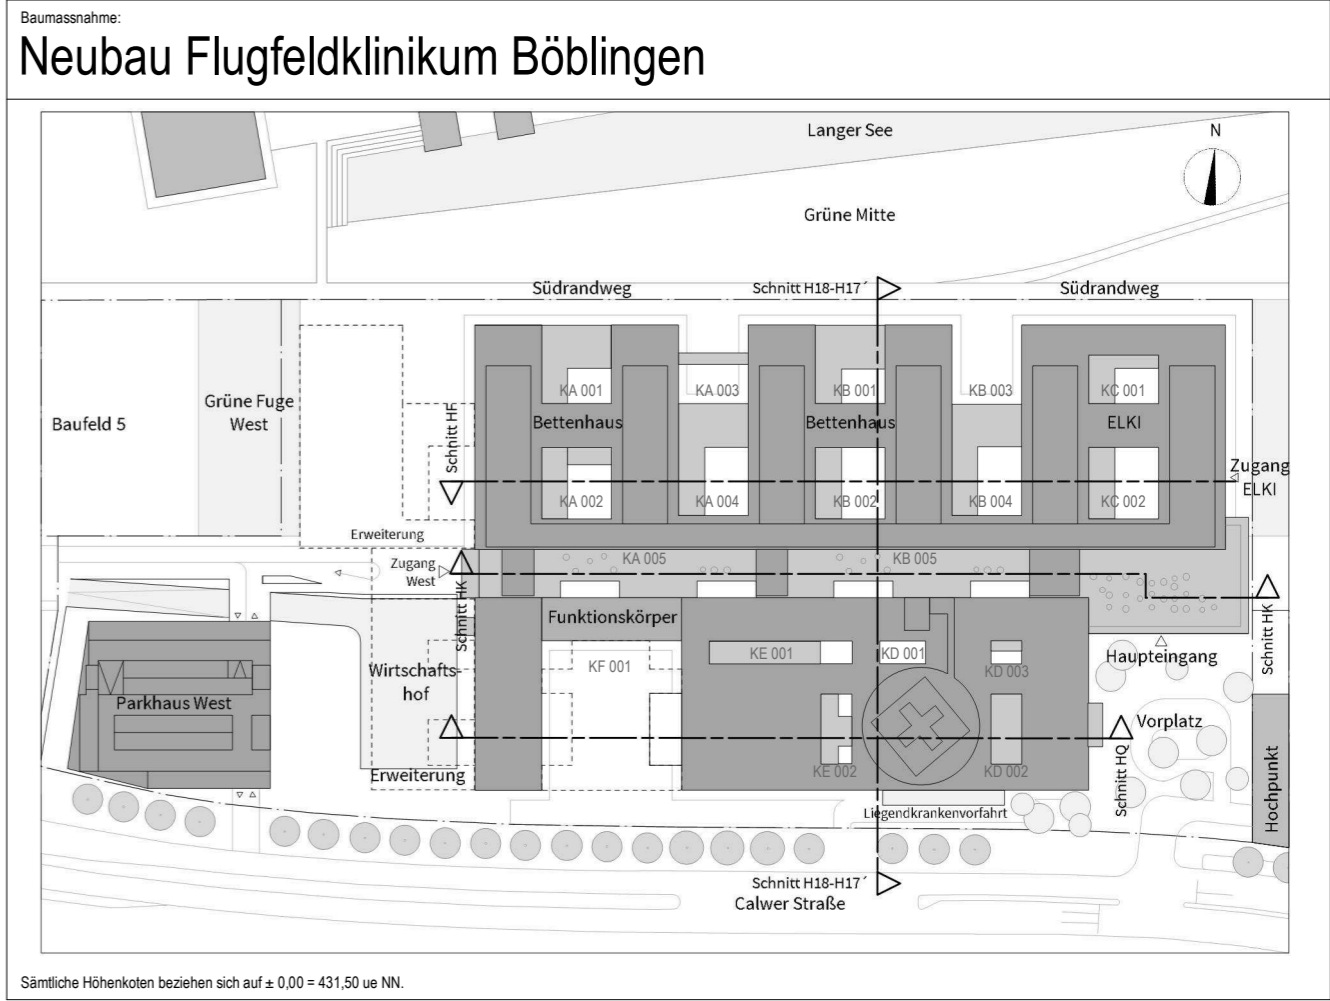 Baumassnahme:
Neubau Flugfeldklinikum Böblingen
Langer See
N
Grüne Mitte
Südrandweg
Schnitt H18-H17´
Südrandweg
Baufeld 5
Grüne Fuge
West
Schnitt HF
KA 001
KA 003
KB 001
KB 003
KC 001
Bettenhaus
Bettenhaus
ELKI
Zugang
ELKI
KA 002
KA 004
KB 002
KB 004
KC 002
Erweiterung
Zugang
West
KA 005
KB 005
Schnitt HK
Schnitt HK
Funktionskörper
KF 001
KE 001
KD 001
KD 003
Haupteingang
Wirtschafts-
hof
Parkhaus West
Vorplatz
Erweiterung
KE 002
KD 002
Schnitt HQ
Hochpunkt
Liegendkrankenvorfahrt
Schnitt H18-H17´
Calwer Straße
Sämtliche Höhenkoten beziehen sich auf ± 0,00 = 431,50 ue NN.